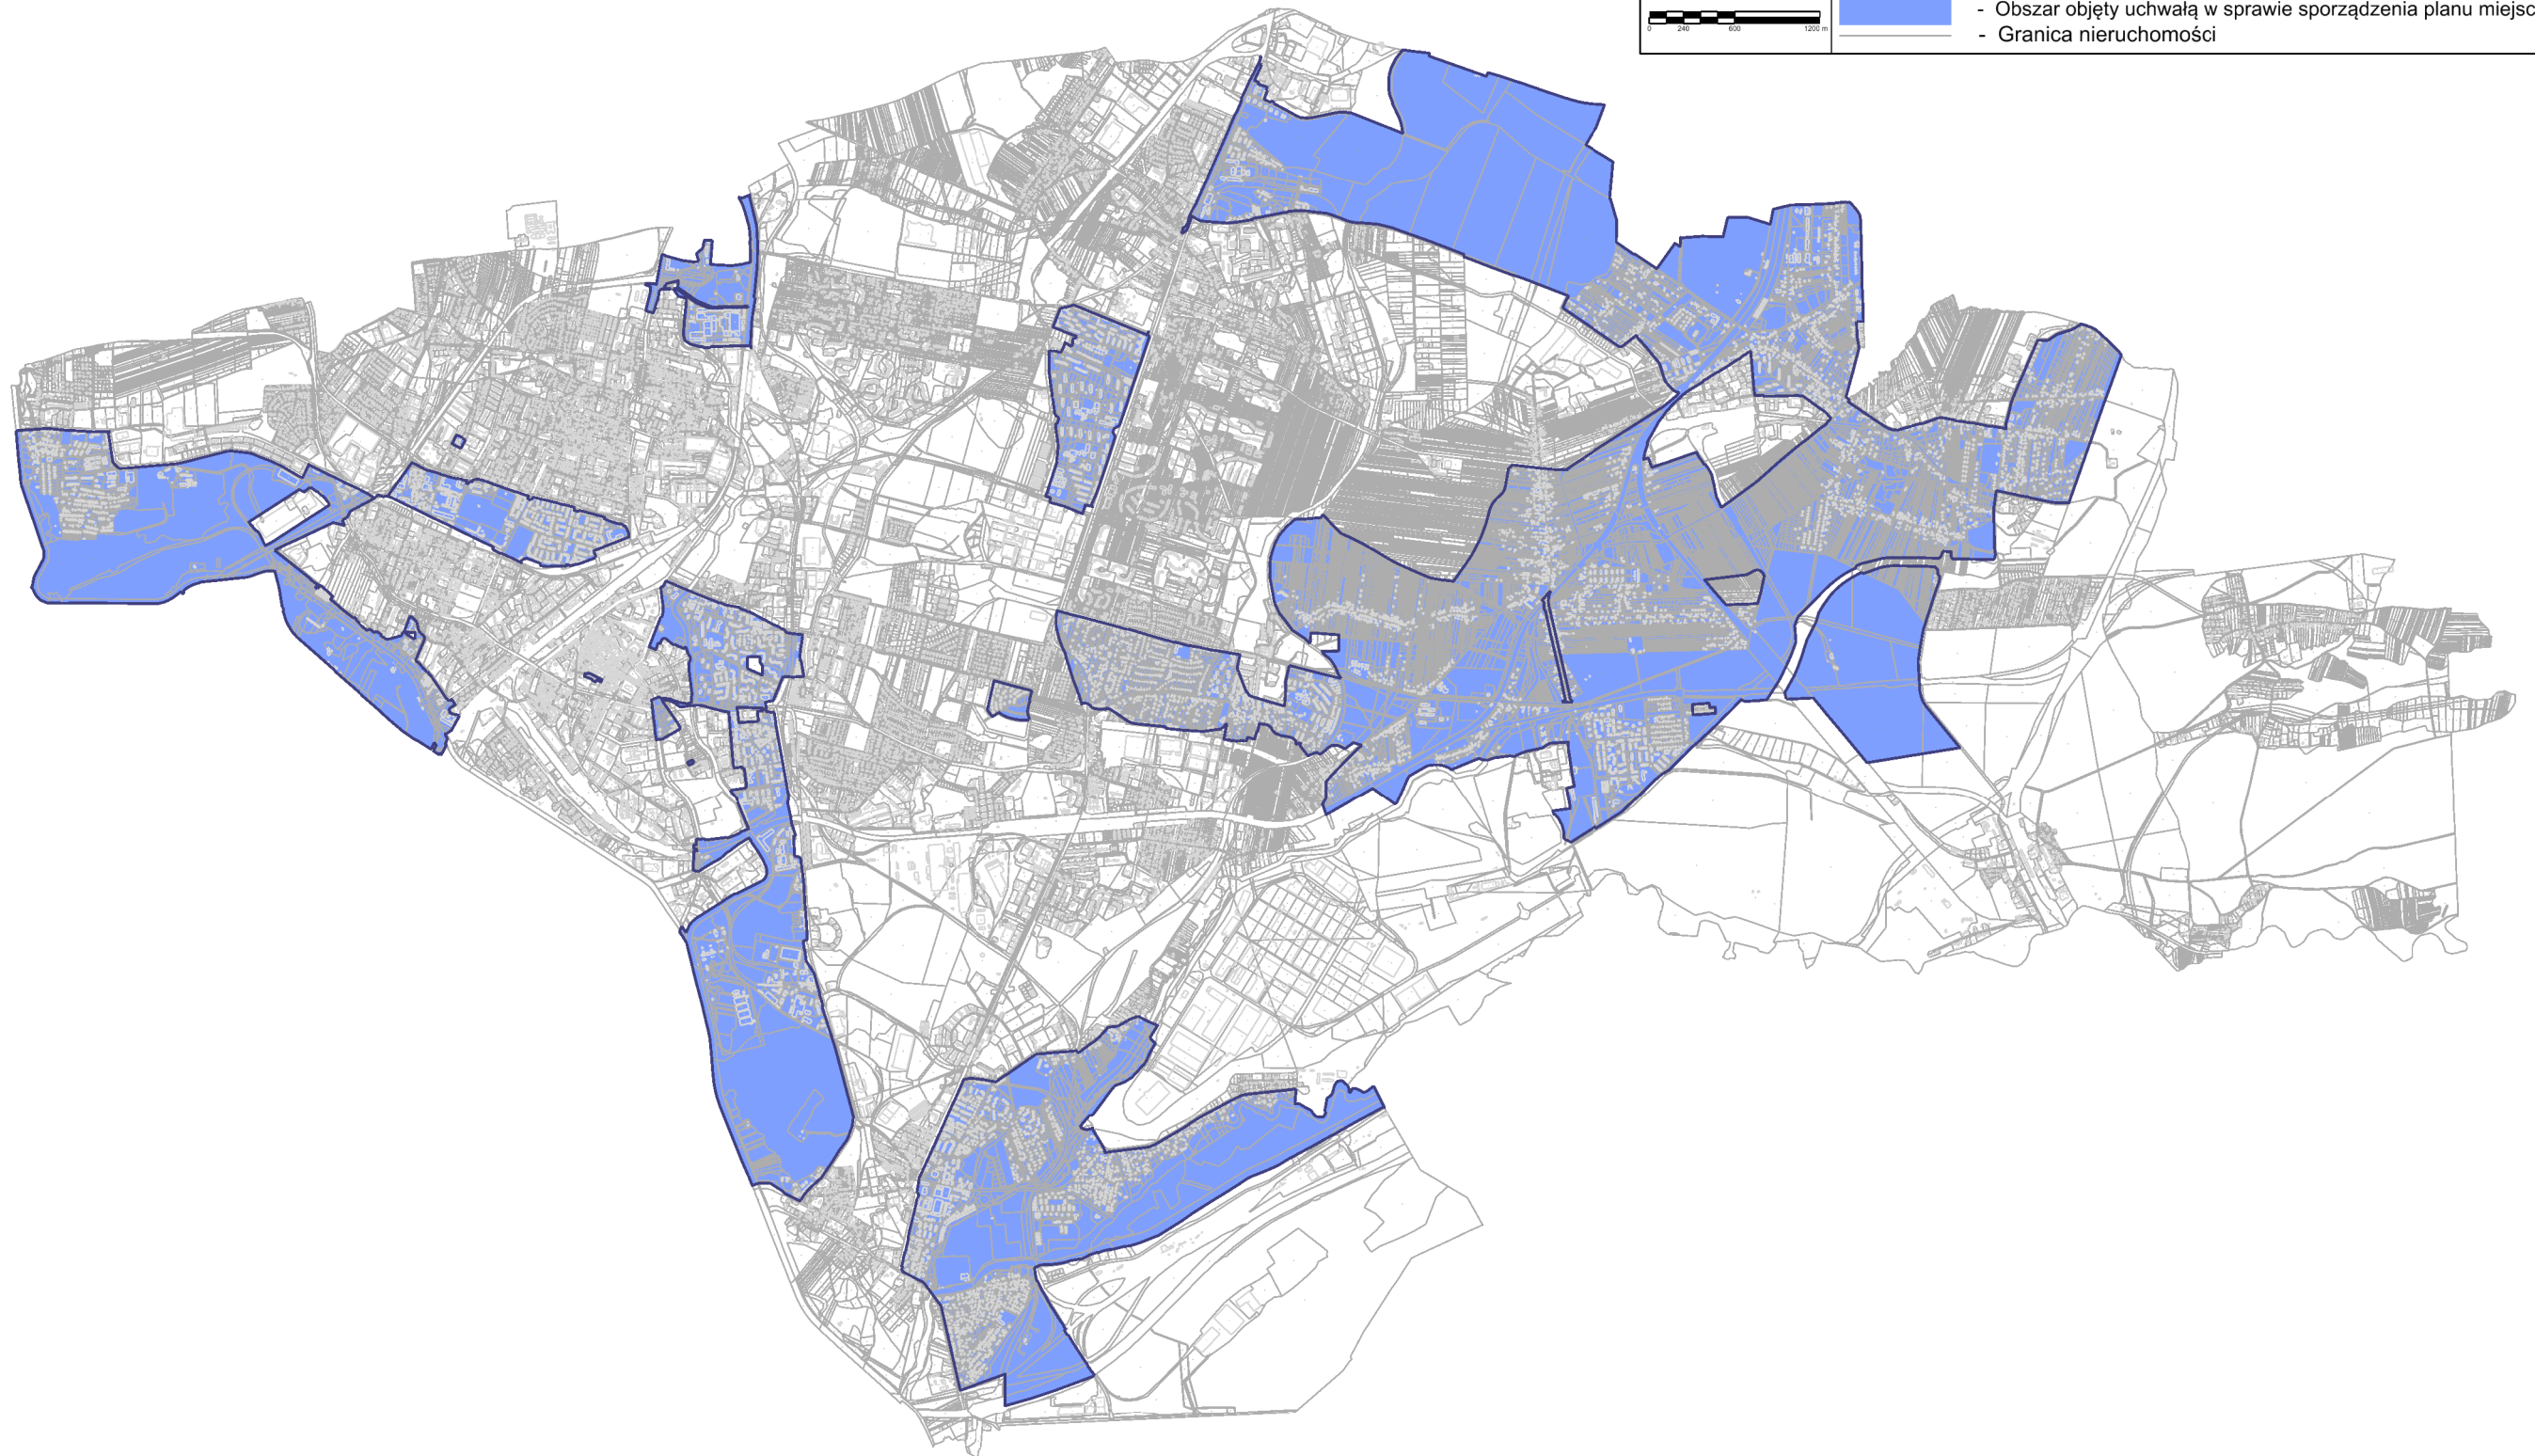 - Obszar objęty uchwałą w sprawie sporządzenia planu miejsc
0 240 600 1200 m
- Granica nieruchomości